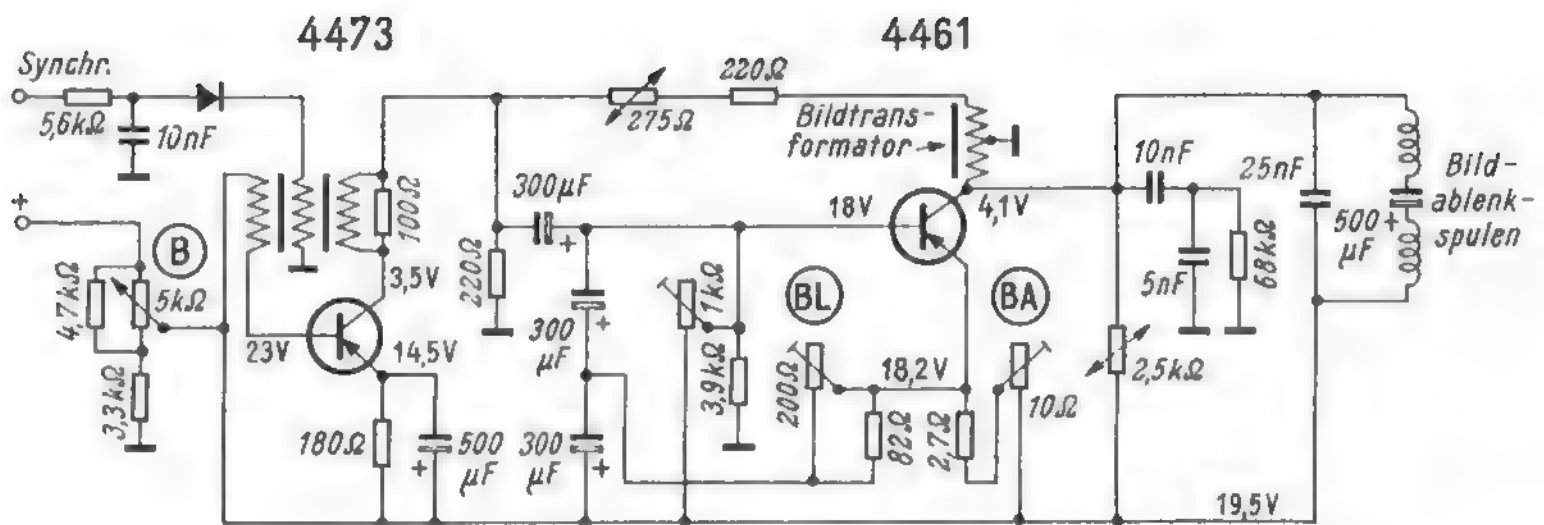 4473
4461
Synchr.
5,6kΩ
10nF
+
B
4,7kΩ
5kΩ
3,3kΩ
23V
3,5V
14,5V
100Ω
180Ω
500
µF
+
220Ω
300µF
+
300
µF
+
300
µF
+
275Ω
220Ω
Bildtrans-
formator
18V
4,1V
1kΩ
3,9kΩ
BL
200Ω
18,2V
82Ω
2,7Ω
BA
10Ω
10nF
5nF
68kΩ
2,5kΩ
25nF
500
µF
+
Bild-
ablenk-
spulen
19,5V